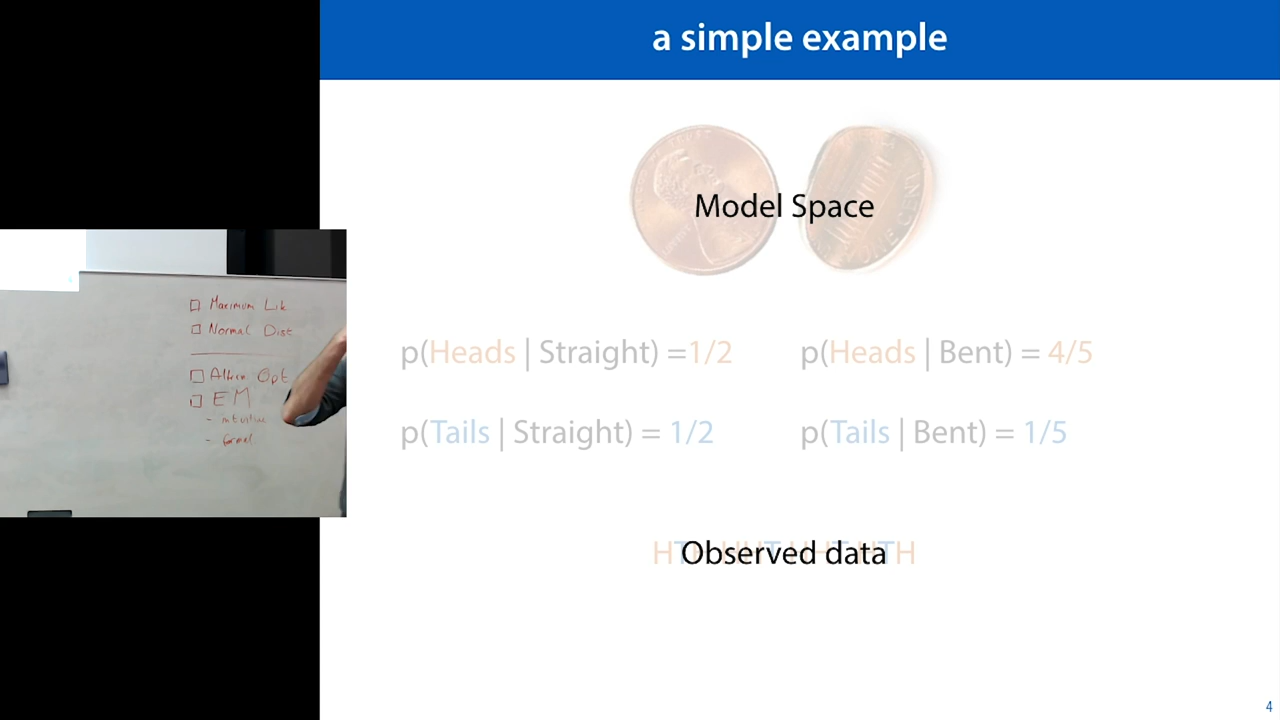 a simple example
Model Space
p(Heads | Straight) =1/2
p(Heads | Bent) = 4/5
p(Tails | Straight) = 1/2
p(Tails | Bent) = 1/5
Observed data
4
Maximum Lik
Normal Dist
Opt
EM
- formal